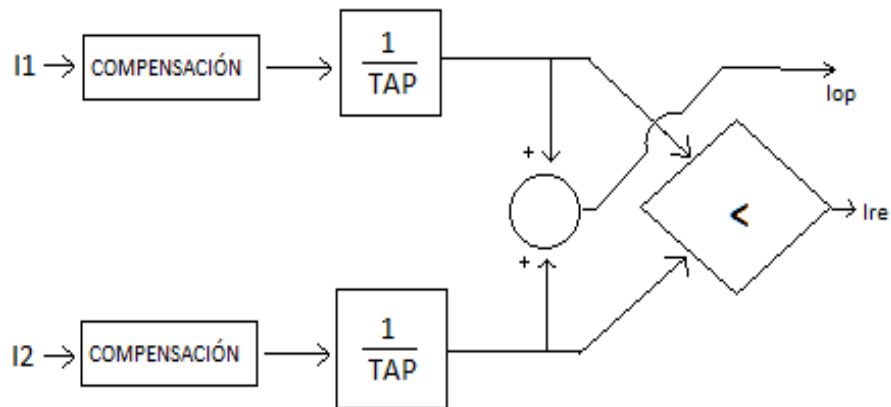 I1
COMPENSACIÓN
1
TAP
Iop
+
<
Ire
+
I2
COMPENSACIÓN
1
TAP